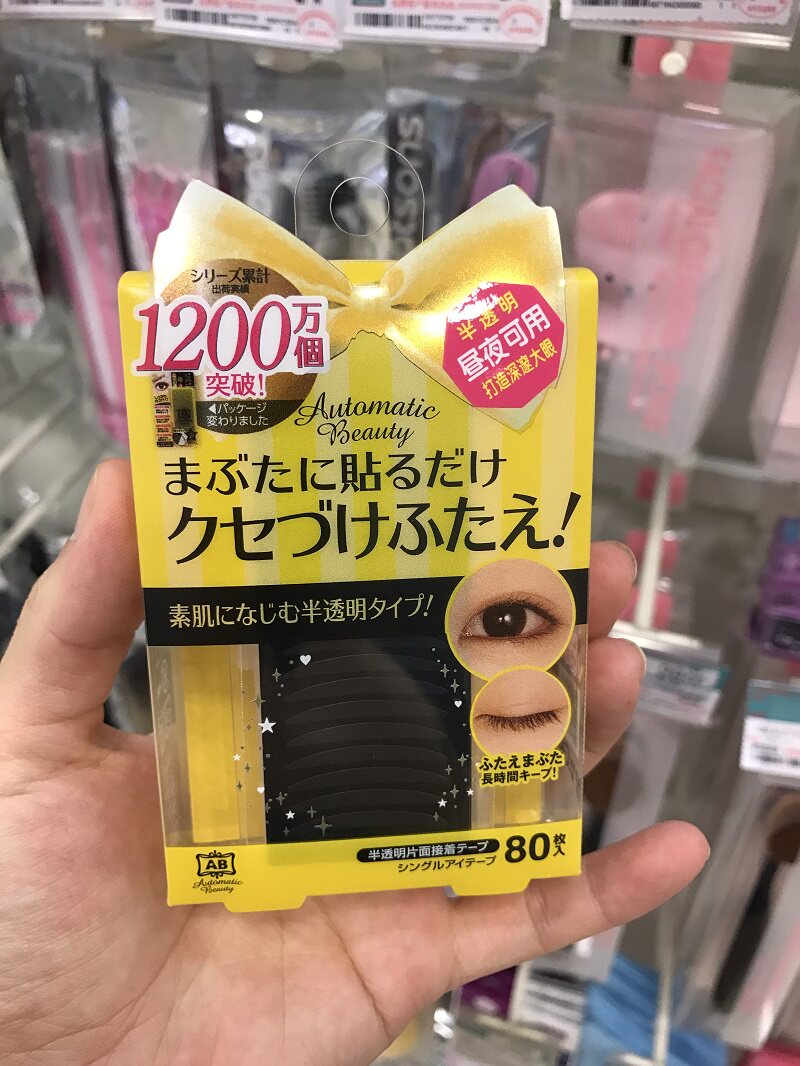 シリーズ累計
出荷実績
1200万個
突破!
◀パッケージ
変わりました
半透明
昼夜可用
打造深邃大眼
Automatic
Beauty
まぶたに貼るだけ
クセづけふたえ!
素肌になじむ半透明タイプ!
ふたえまぶた
長時間キープ!
半透明片面接着テープ
シングルアイテープ
80枚入
AB
Automatic
Beauty